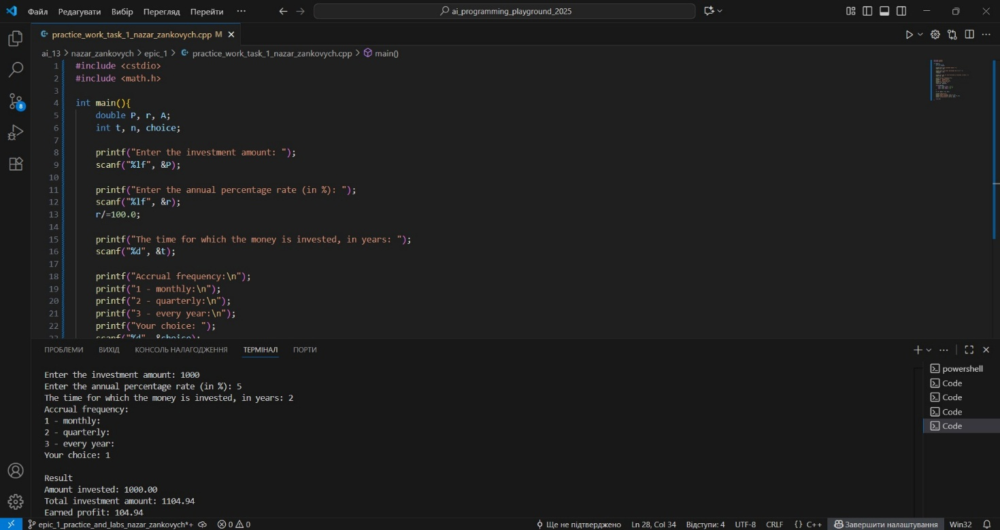 Файл Редагувати Вибір Перегляд Перейти ··· ai_programming_playground_2025
practice_work_task_1_nazar_zankovych.cpp M
ai_13 > nazar_zankovych > epic_1 > practice_work_task_1_nazar_zankovych.cpp > main()
1 #include <cstdio>
2 #include <math.h>
3
4 int main(){
5 double P, r, A;
6 int t, n, choice;
7
8 printf("Enter the investment amount: ");
9 scanf("%lf", &P);
10
11 printf("Enter the annual percentage rate (in %): ");
12 scanf("%lf", &r);
13 r/=100.0;
14
15 printf("The time for which the money is invested, in years: ");
16 scanf("%d", &t);
17
18 printf("Accrual frequency:\n");
19 printf("1 - monthly:\n");
20 printf("2 - quarterly:\n");
21 printf("3 - every year:\n");
22 printf("Your choice: ");
23 scanf("%d", &choice);
8
ПРОБЛЕМИ ВИХІД КОНСОЛЬ НАЛАГОДЖЕННЯ ТЕРМІНАЛ ПОРТИ
Enter the investment amount: 1000
Enter the annual percentage rate (in %): 5
The time for which the money is invested, in years: 2
Accrual frequency:
1 - monthly:
2 - quarterly:
3 - every year:
Your choice: 1
Result
Amount invested: 1000.00
Total investment amount: 1104.94
Earned profit: 104.94
powershell
Code
Code
Code
Code
epic_1_practice_and_labs_nazar_zankovych*+ 0 0 Ще не підтверджено Ln 28, Col 34 Відступи: 4 UTF-8 CRLF {} C++ Завершити налаштування Win32